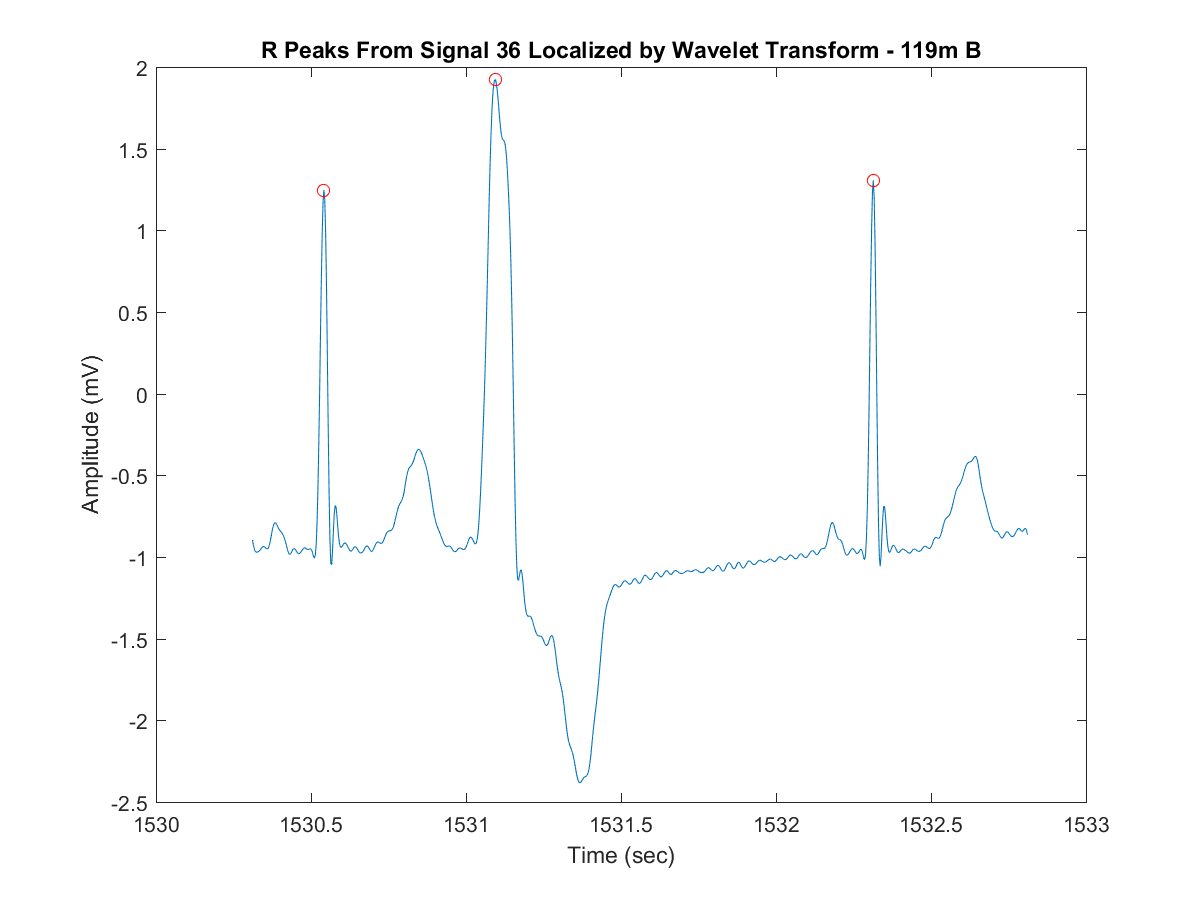 R Peaks From Signal 36 Localized by Wavelet Transform - 119m B
2
1.5
1
0.5
0
-0.5
-1
-1.5
-2
-2.5
Amplitude (mV)
1530 1530.5 1531 1531.5 1532 1532.5 1533
Time (sec)